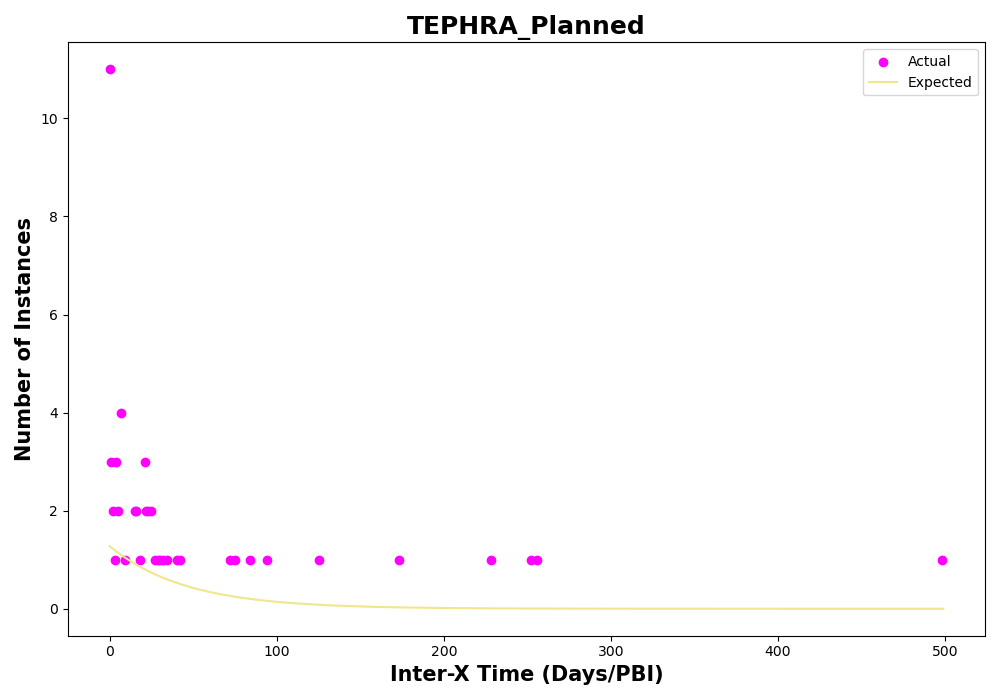 TEPHRA_Planned
Actual
Expected
10
8
6
4
2
0
Number of Instances
0 100 200 300 400 500
Inter-X Time (Days/PBI)